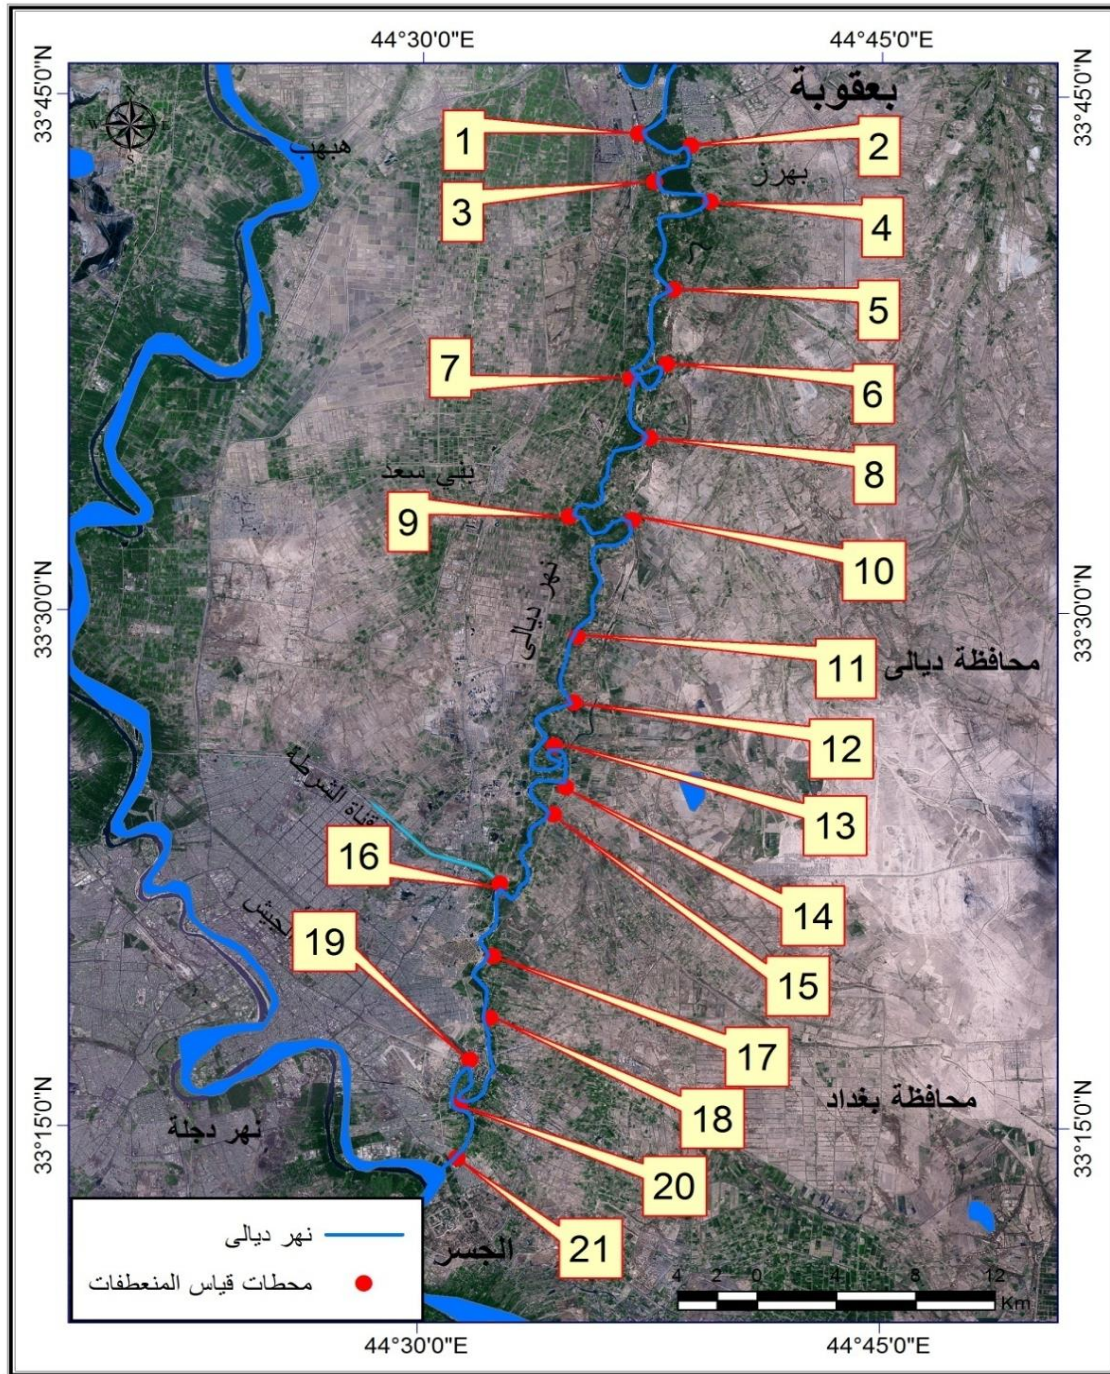 44°30'0"E
44°45'0"E
33°45'0"N
33°45'0"N
بعقوبة
N
W
E
S
هبهب
1
2
بهرز
3
4
5
7
6
8
بني سعد
9
10
نهر ديالى
33°30'0"N
33°30'0"N
11
محافظة ديالى
12
قناة الشرطة
13
16
14
الجيش
19
15
17
محافظة بغداد
18
نهر دجلة
33°15'0"N
33°15'0"N
20
21
الجسر
نهر ديالى
محطات قياس المنعطفات
4 2 0 4 8 12
Km
44°30'0"E
44°45'0"E